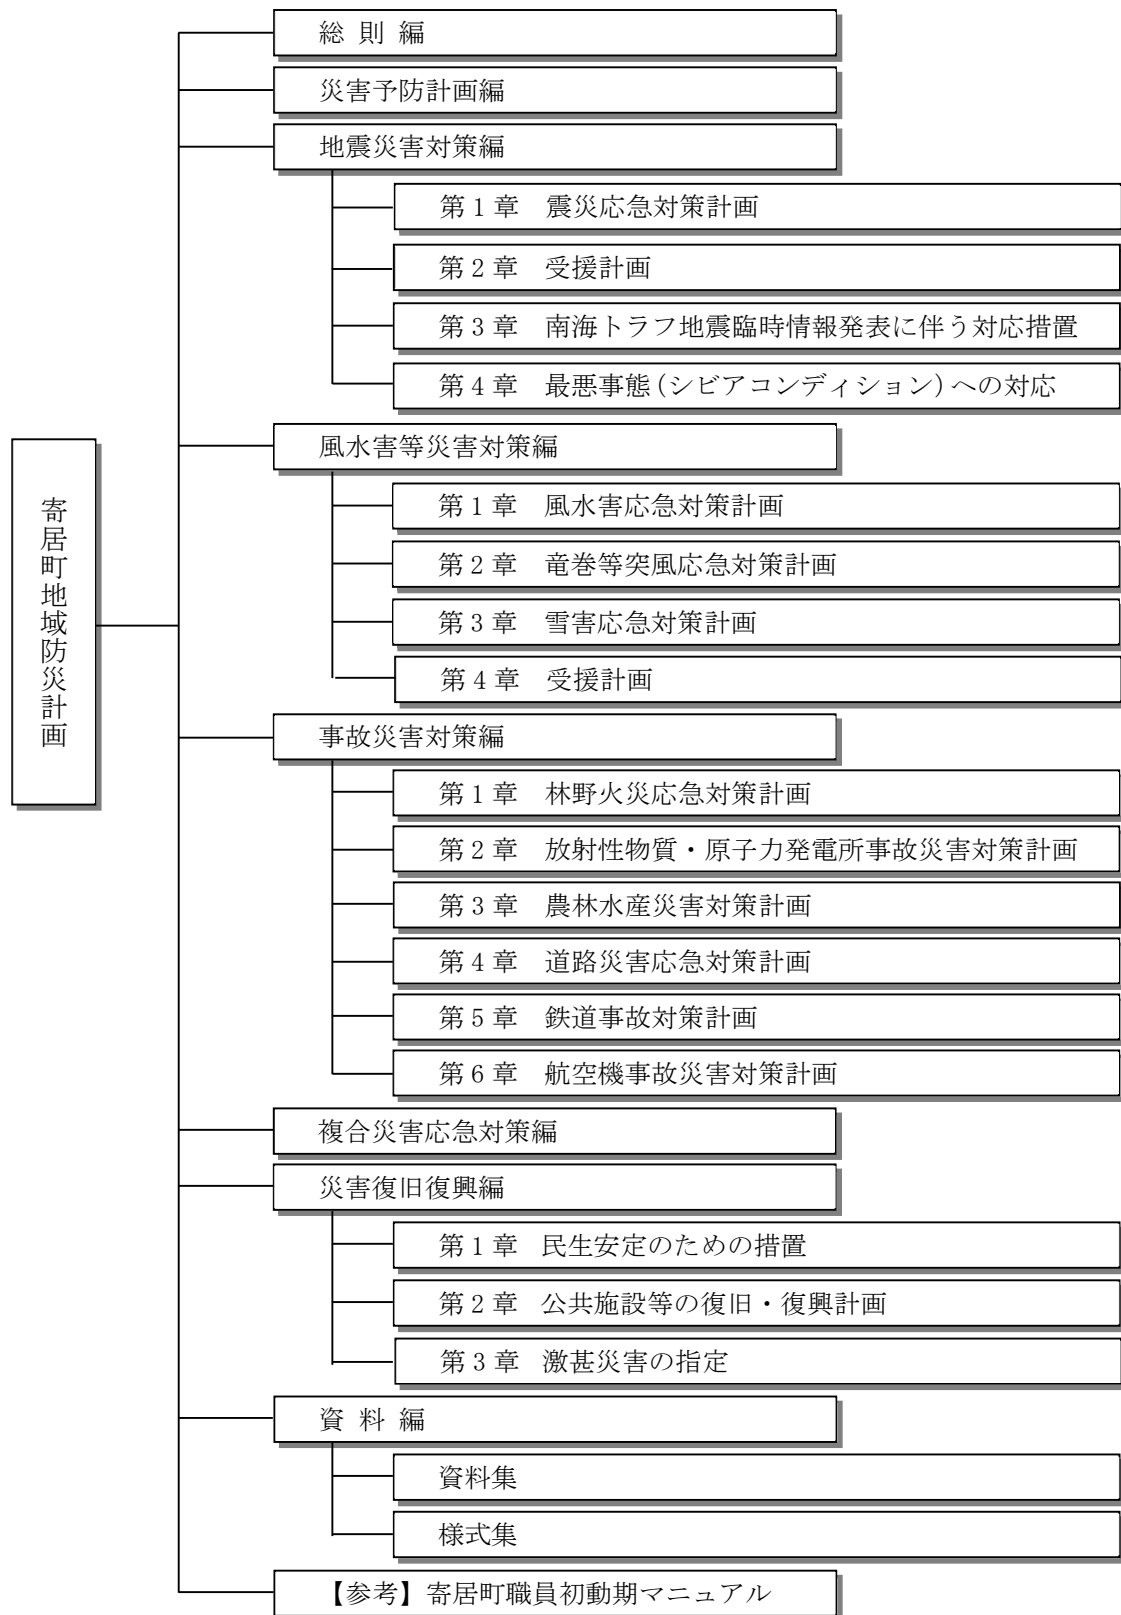 寄居町地域防災計画
総 則 編
災害予防計画編
地震災害対策編
第１章　震災応急対策計画
第２章　受援計画
第３章　南海トラフ地震臨時情報発表に伴う対応措置
第４章　最悪事態(シビアコンディション)への対応
風水害等災害対策編
第１章　風水害応急対策計画
第２章　竜巻等突風応急対策計画
第３章　雪害応急対策計画
第４章　受援計画
事故災害対策編
第１章　林野火災応急対策計画
第２章　放射性物質・原子力発電所事故災害対策計画
第３章　農林水産災害対策計画
第４章　道路災害応急対策計画
第５章　鉄道事故対策計画
第６章　航空機事故災害対策計画
複合災害応急対策編
災害復旧復興編
第１章　民生安定のための措置
第２章　公共施設等の復旧・復興計画
第３章　激甚災害の指定
資 料 編
資料集
様式集
【参考】寄居町職員初動期マニュアル